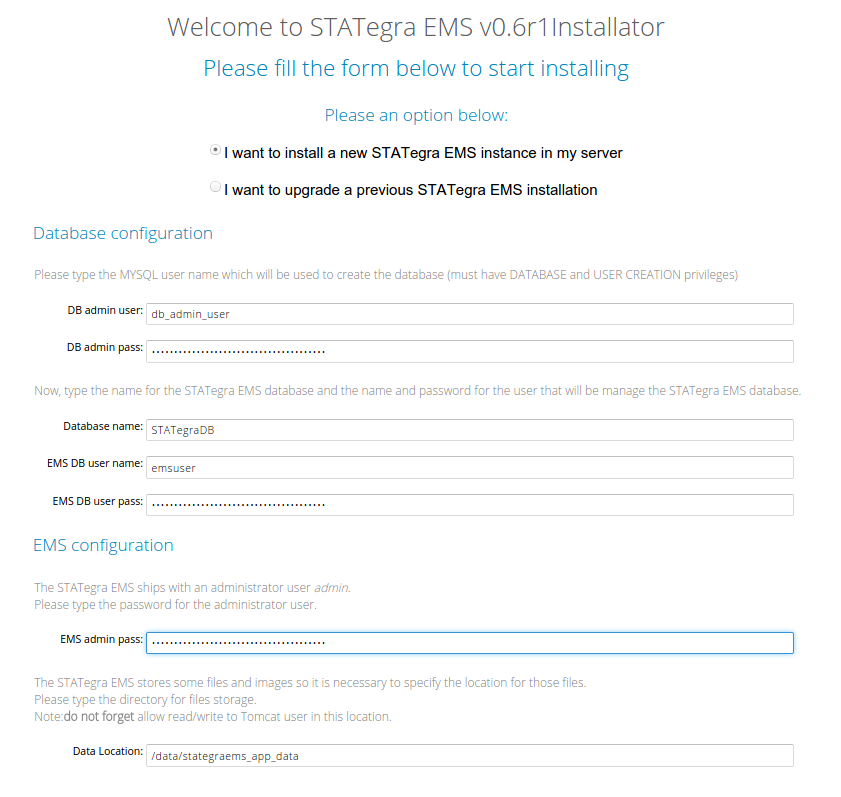 Welcome to STATegra EMS v0.6r1Installator
Please fill the form below to start installing
Please an option below:
I want to install a new STATegra EMS instance in my server
I want to upgrade a previous STATegra EMS installation
Database configuration
Please type the MYSQL user name which will be used to create the database (must have DATABASE and USER CREATION privileges)
DB admin user: db_admin_user
DB admin pass: •••••••••••••••••••••••••••••••••••••••
Now, type the name for the STATegra EMS database and the name and password for the user that will be manage the STATegra EMS database.
Database name: STATegraDB
EMS DB user name: emsuser
EMS DB user pass: •••••••••••••••••••••••••••••••••••••••
EMS configuration
The STATegra EMS ships with an administrator user admin.
Please type the password for the administrator user.
EMS admin pass: •••••••••••••••••••••••••••••••••••••••
The STATegra EMS stores some files and images so it is necessary to specify the location for those files.
Please type the directory for files storage.
Note:do not forget allow read/write to Tomcat user in this location.
Data Location: /data/stategraems_app_data